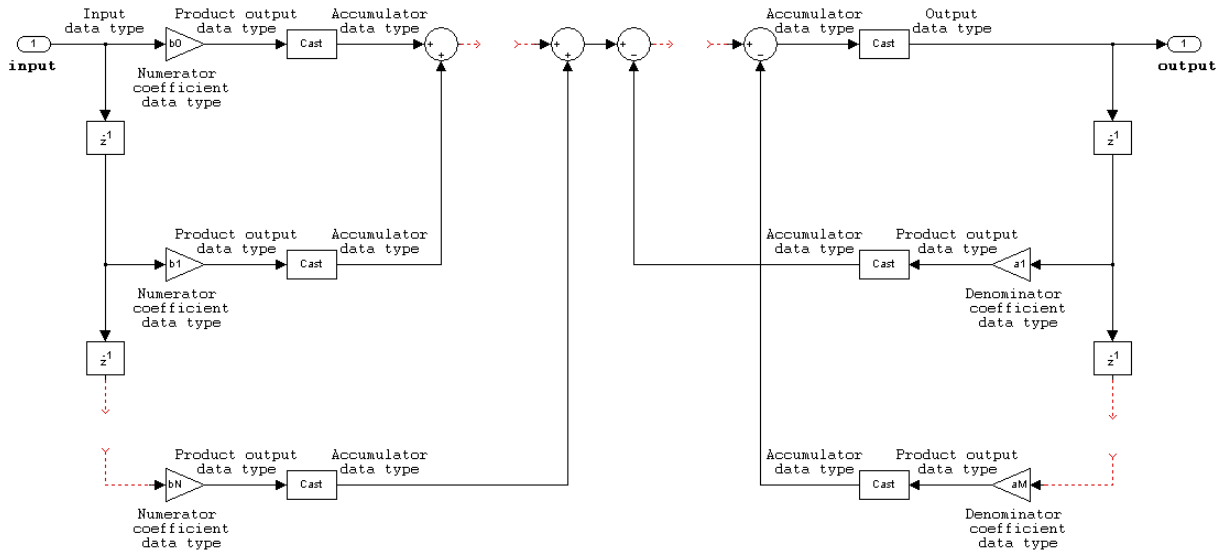 Input
data type
Product output
data type
Accumulator
data type
Accumulator
data type
Output
data type
1
input
b0
Cast
+
+
+
+
+
−
+
−
Cast
1
output
Numerator
coefficient
data type
z-1
z-1
Product output
data type
Accumulator
data type
Accumulator
data type
Product output
data type
b1
Cast
Cast
a1
Numerator
coefficient
data type
Denominator
coefficient
data type
z-1
z-1
Product output
data type
Accumulator
data type
Accumulator
data type
Product output
data type
bN
Cast
Cast
aM
Numerator
coefficient
data type
Denominator
coefficient
data type